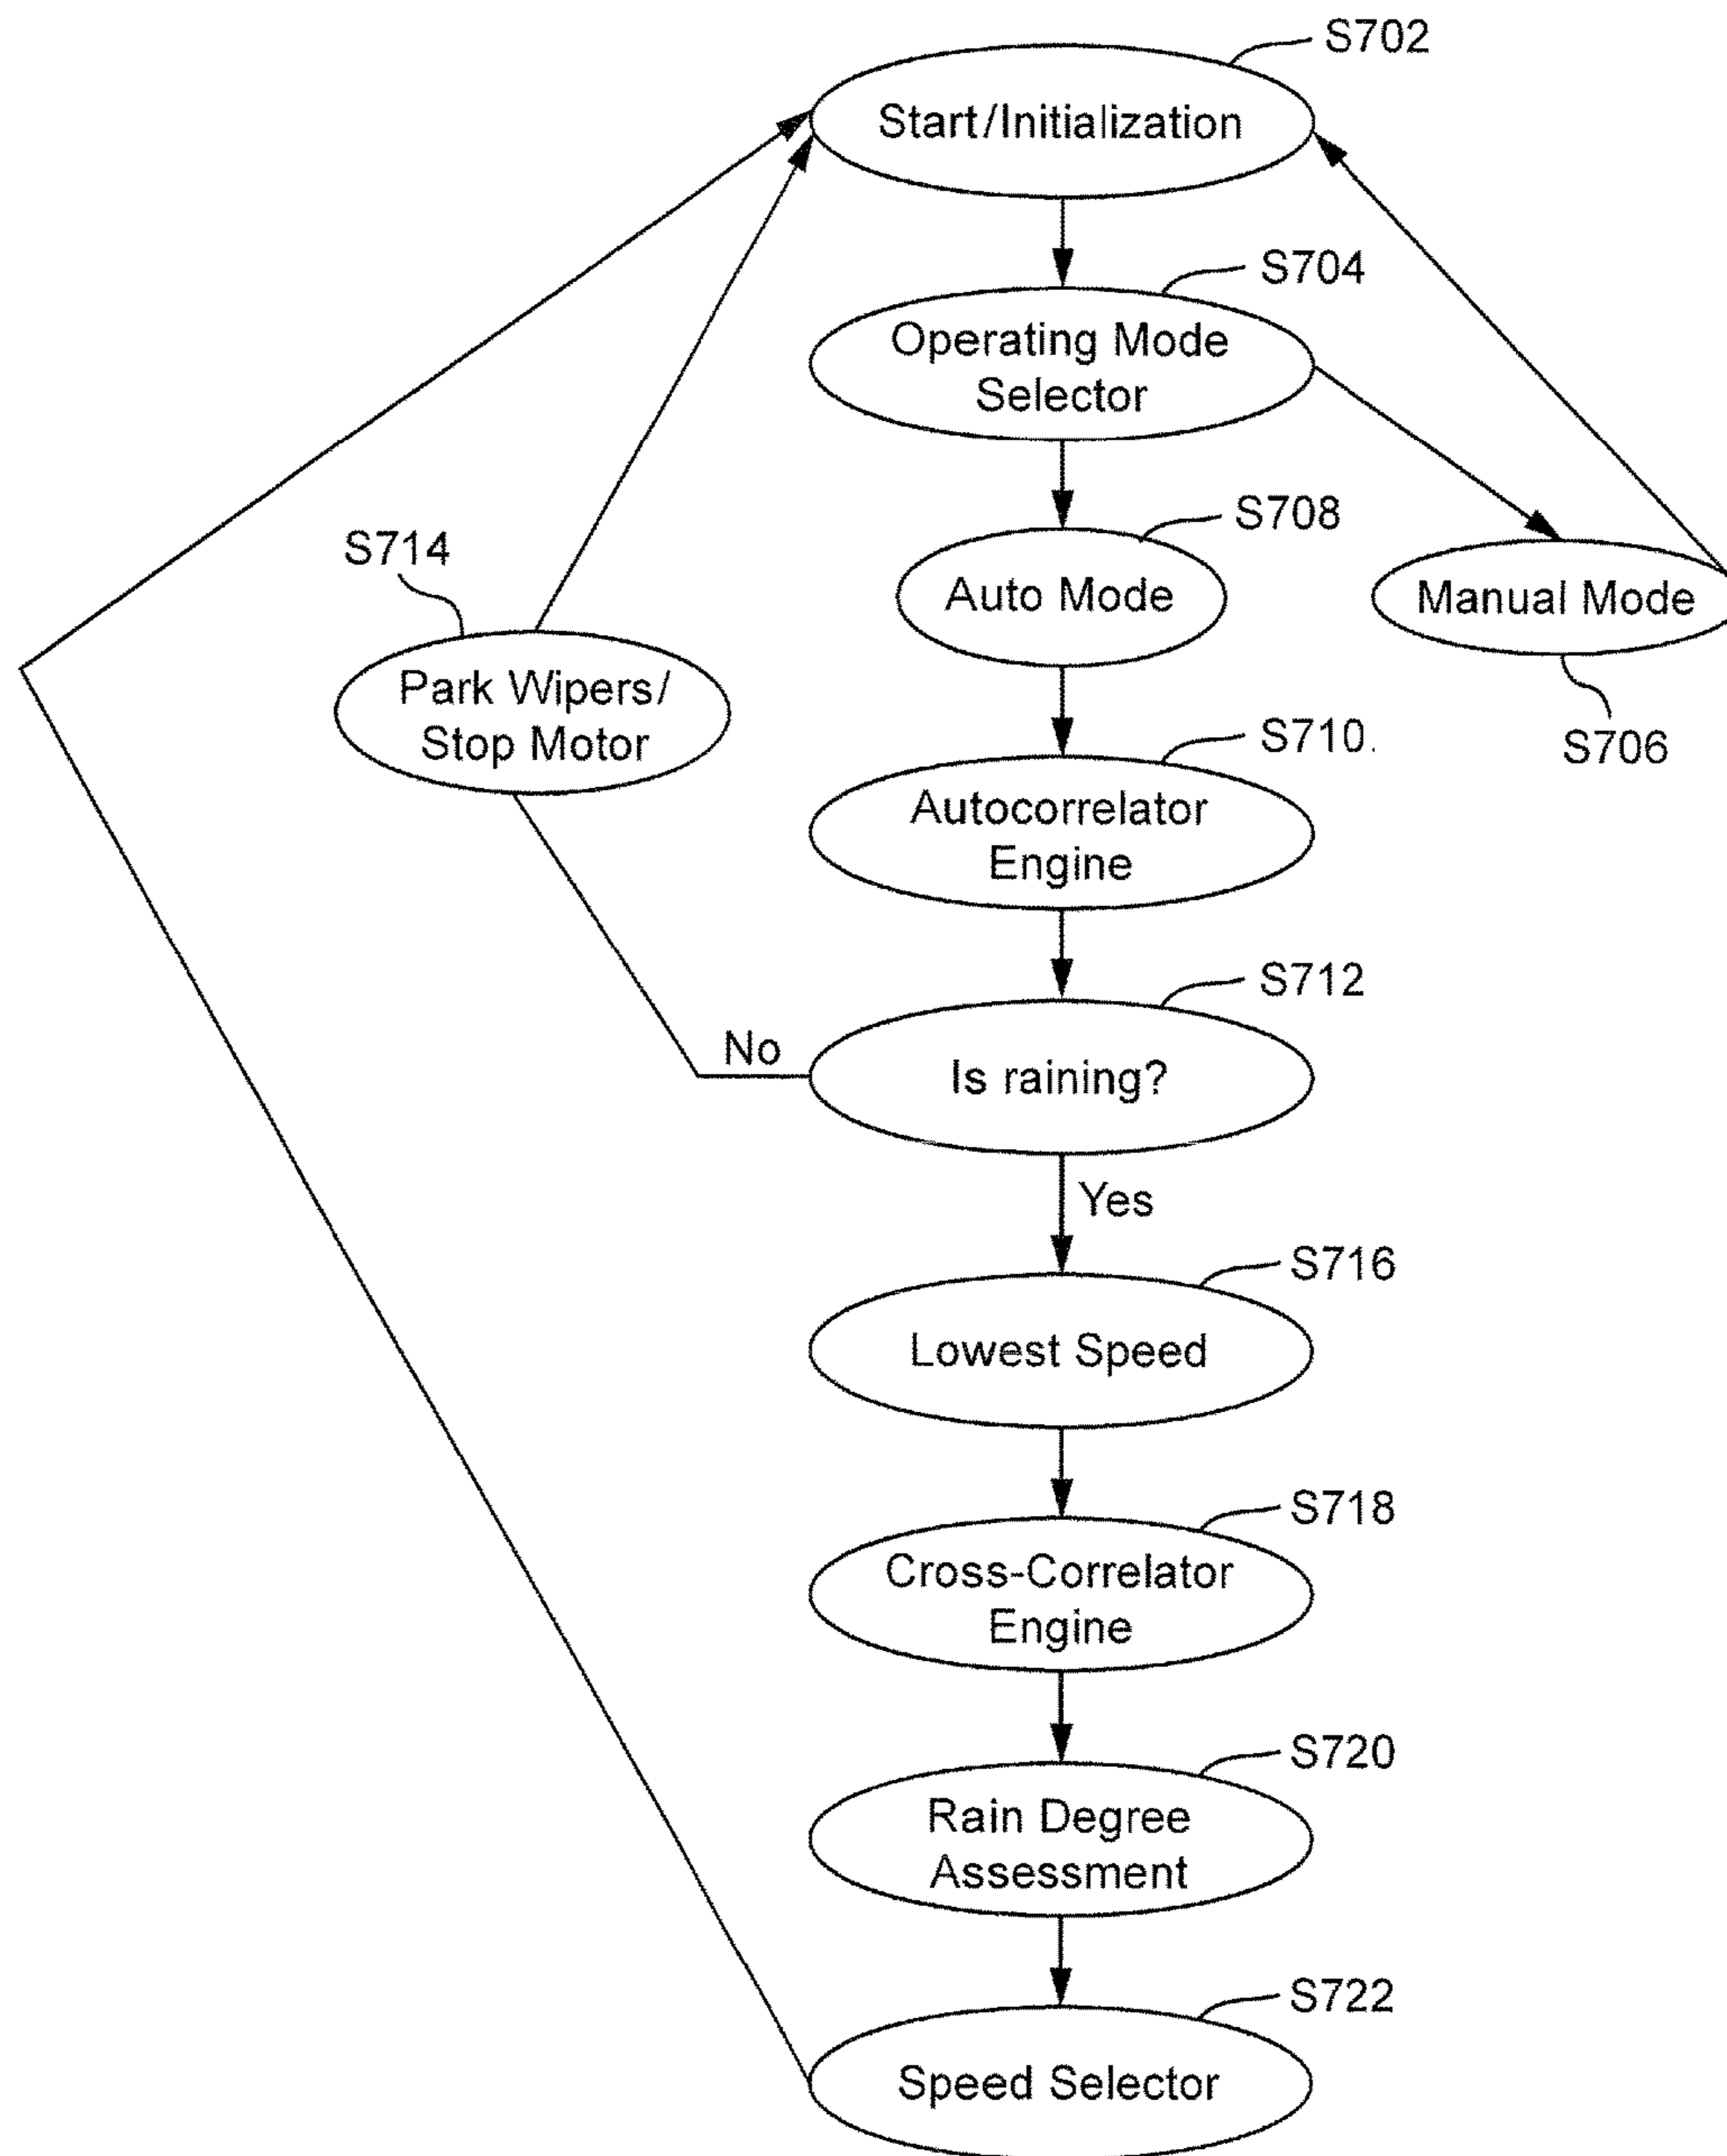 S702
Start/Initialization
S704
Operating Mode
Selector
S708
Auto Mode
Manual Mode
S706
S714
Park Wipers/
Stop Motor
S710.
Autocorrelator
Engine
S712
Is raining?
No
Yes
S716
Lowest Speed
S718
Cross-Correlator
Engine
S720
Rain Degree
Assessment
S722
Speed Selector